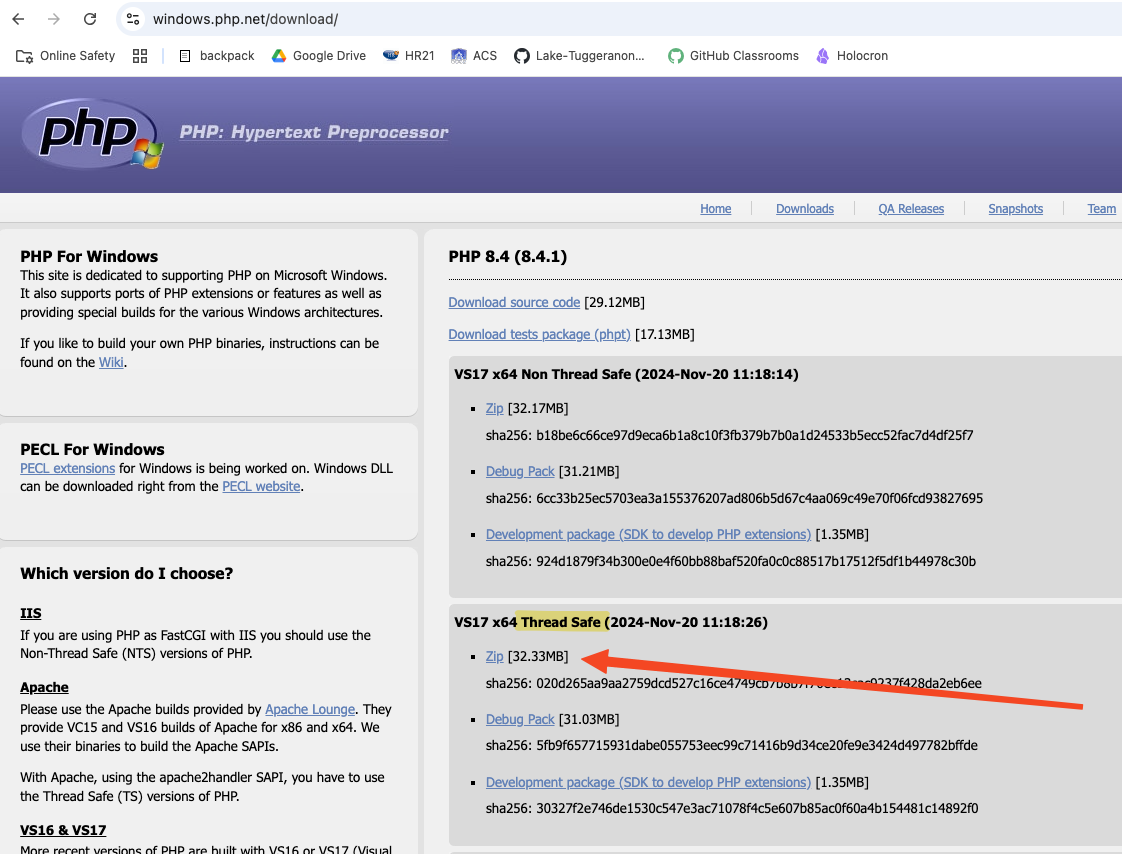 windows.php.net/download/
Online Safety
backpack
Google Drive
HR21
ACS
Lake-Tuggeranon...
GitHub Classrooms
Holocron
php
PHP: Hypertext Preprocessor
Home
Downloads
QA Releases
Snapshots
Team
PHP For Windows
This site is dedicated to supporting PHP on Microsoft Windows.
It also supports ports of PHP extensions or features as well as
providing special builds for the various Windows architectures.
If you like to build your own PHP binaries, instructions can be
found on the Wiki.
PECL For Windows
PECL extensions for Windows is being worked on. Windows DLL
can be downloaded right from the PECL website.
Which version do I choose?
IIS
If you are using PHP as FastCGI with IIS you should use the
Non-Thread Safe (NTS) versions of PHP.
Apache
Please use the Apache builds provided by Apache Lounge. They
provide VC15 and VS16 builds of Apache for x86 and x64. We
use their binaries to build the Apache SAPIs.
With Apache, using the apache2handler SAPI, you have to use
the Thread Safe (TS) versions of PHP.
VS16 & VS17
More recent versions of PHP are built with VS16 or VS17 (Visual
PHP 8.4 (8.4.1)
Download source code [29.12MB]
Download tests package (phpt) [17.13MB]
VS17 x64 Non Thread Safe (2024-Nov-20 11:18:14)
Zip [32.17MB]
sha256: b18be6c66ce97d9eca6b1a8c10f3fb379b7b0a1d24533b5ecc52fac7d4df25f7
Debug Pack [31.21MB]
sha256: 6cc33b25ec5703ea3a155376207ad806b5d67c4aa069c49e70f06fcd93827695
Development package (SDK to develop PHP extensions) [1.35MB]
sha256: 924d1879f34b300e0e4f60bb88baf520fa0c0c88517b17512f5df1b44978c30b
VS17 x64 Thread Safe (2024-Nov-20 11:18:26)
Zip [32.33MB]
sha256:
Debug Pack [31.03MB]
sha256: 5fb9f657715931dabe055753eec99c71416b9d34ce20fe9e3424d497782bffde
Development package (SDK to develop PHP extensions) [1.35MB]
sha256: 30327f2e746de1530c547e3ac71078f4c5e607b85ac0f60a4b154481c14892f0